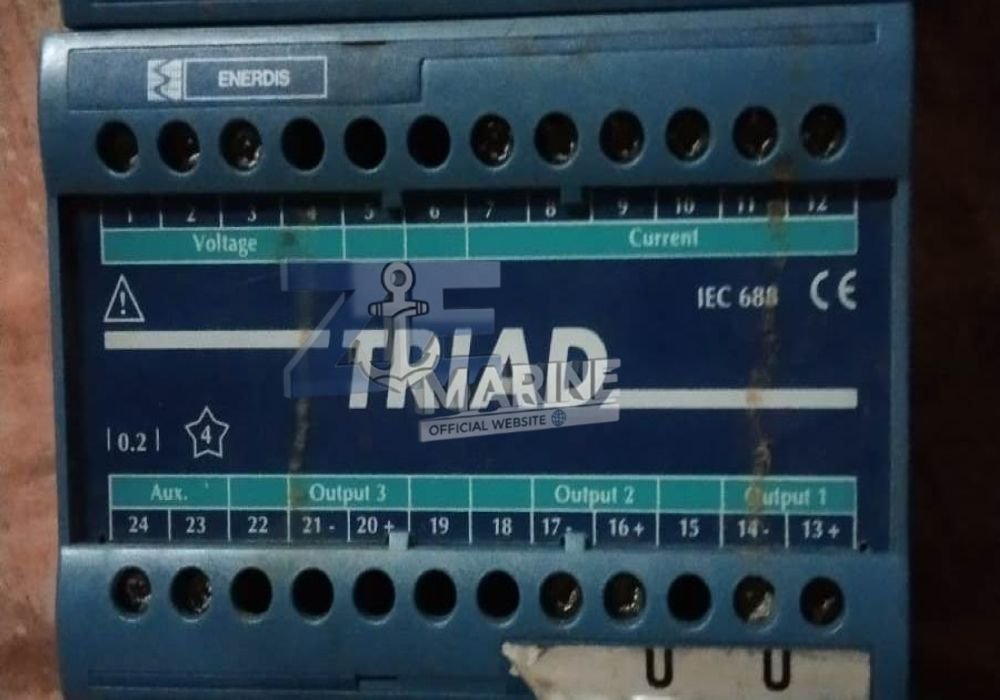 ENERDIS
1 2 3 4 5 6 7 8 9 10 11 12
Voltage Current
IEC 688 CE
ZF
TRIAD
MARINE
OFFICIAL WEBSITE
0.2 4
Aux. Output 3 Output 2 Output 1
24 23 22 21 - 20 + 19 18 17 - 16 + 15 14 - 13 +